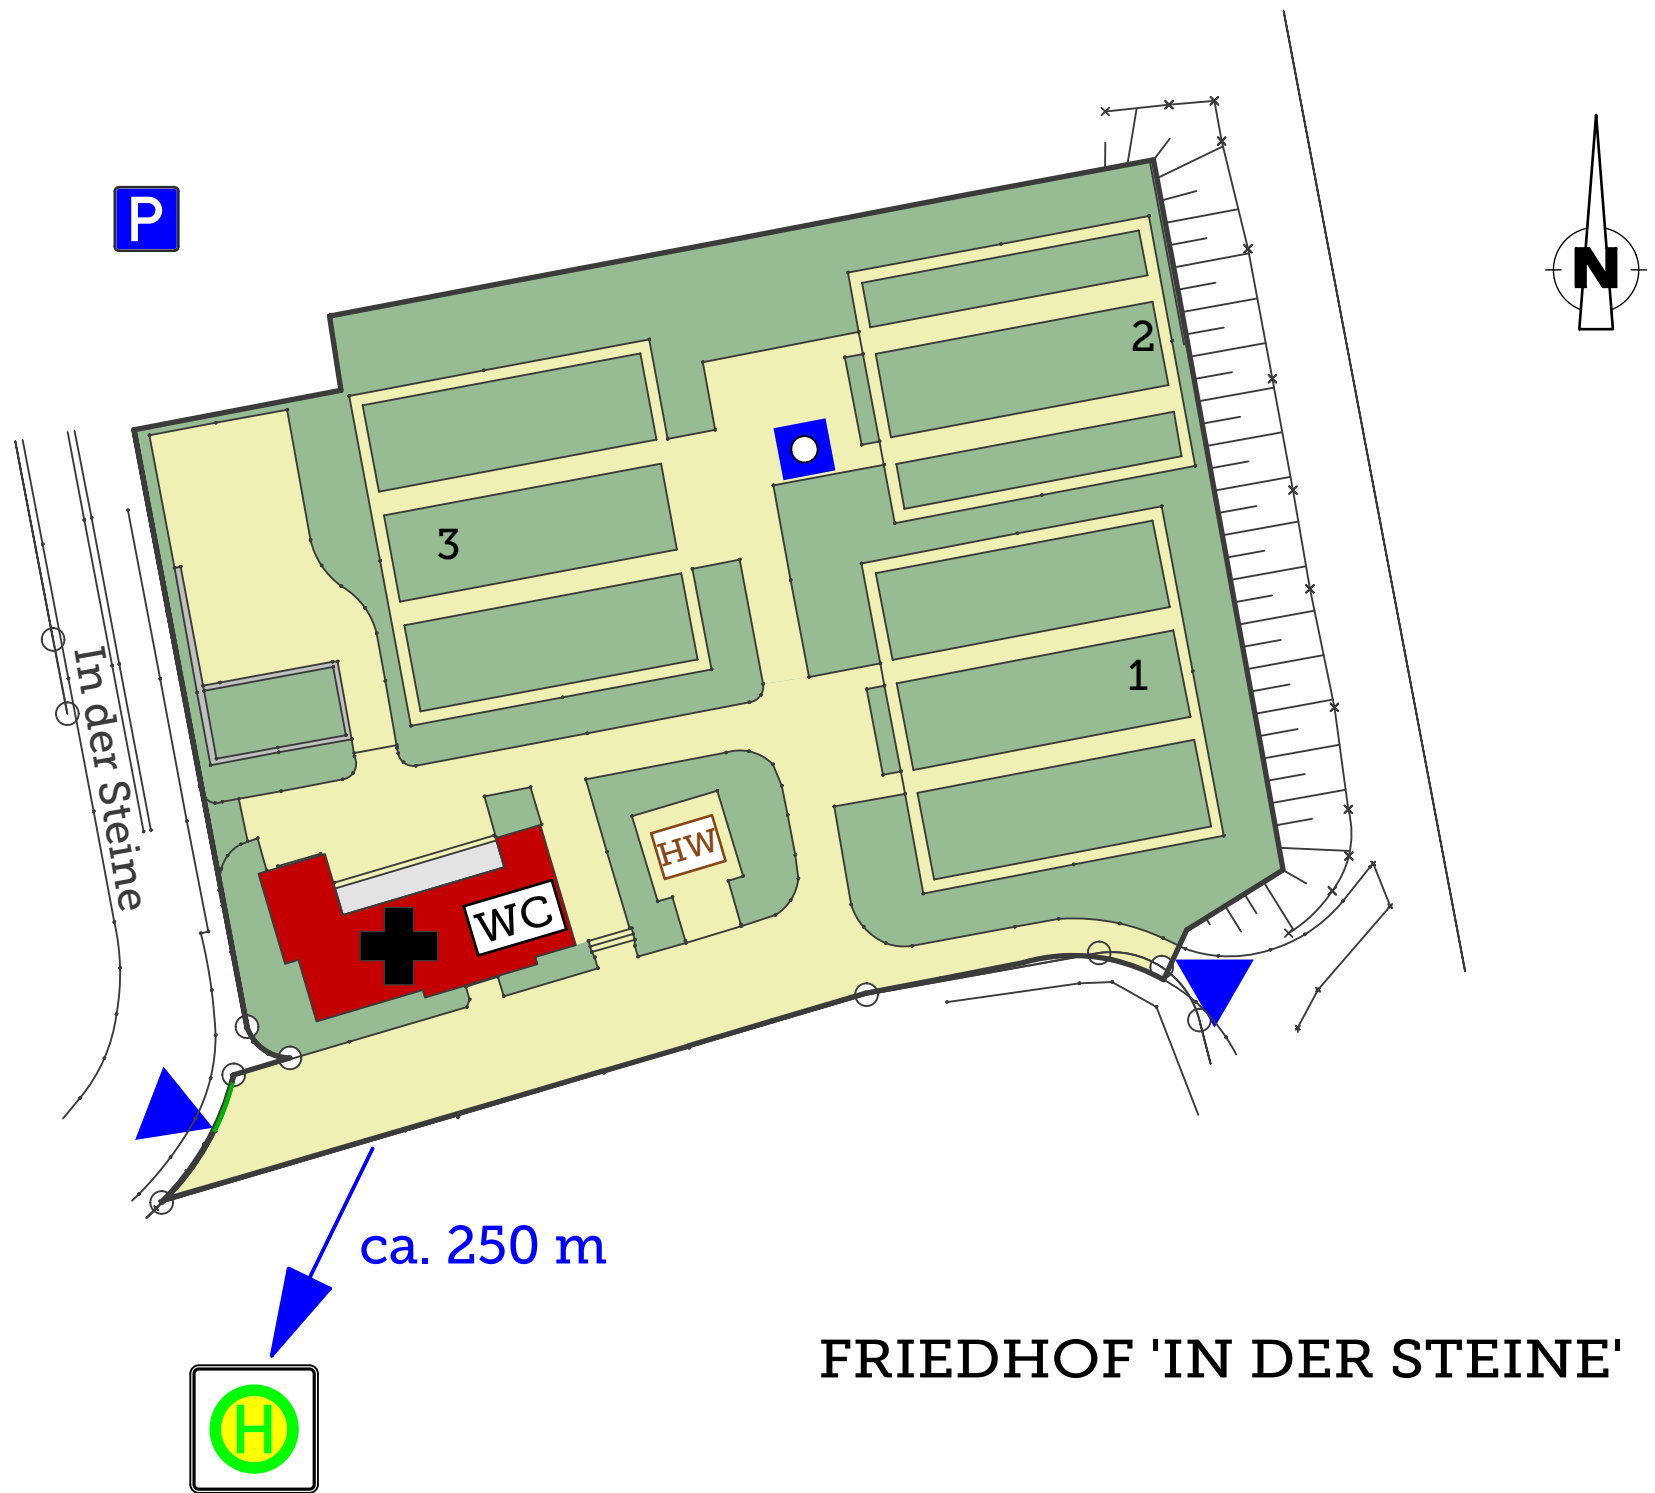 P
N
2
3
1
In der Steine
HW
WC
ca. 250 m
FRIEDHOF 'IN DER STEINE'
H